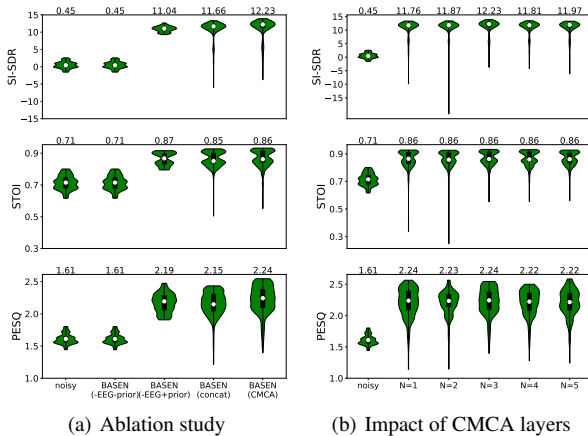 0.45 0.45 11.04 11.66 12.23
SI-SDR
15
10
5
0
−5
−10
15
0.71 0.71 0.87 0.85 0.86
STOI
0.9
0.7
0.5
0.3
1.61 1.61 2.19 2.15 2.24
PESQ
2.5
2.0
1.5
1.0
noisy BASEN (-EEG-prior) BASEN (-EEG+prior) BASEN (concat) BASEN (CMCA)
(a) Ablation study
0.45 11.76 11.87 12.23 11.81 11.97
SI-SDR
15
10
5
0
−5
−10
15
0.71 0.86 0.86 0.86 0.86 0.86
STOI
0.9
0.7
0.5
0.3
1.61 2.24 2.23 2.24 2.22 2.22
PESQ
2.5
2.0
1.5
1.0
noisy N=1 N=2 N=3 N=4 N=5
(b) Impact of CMCA layers